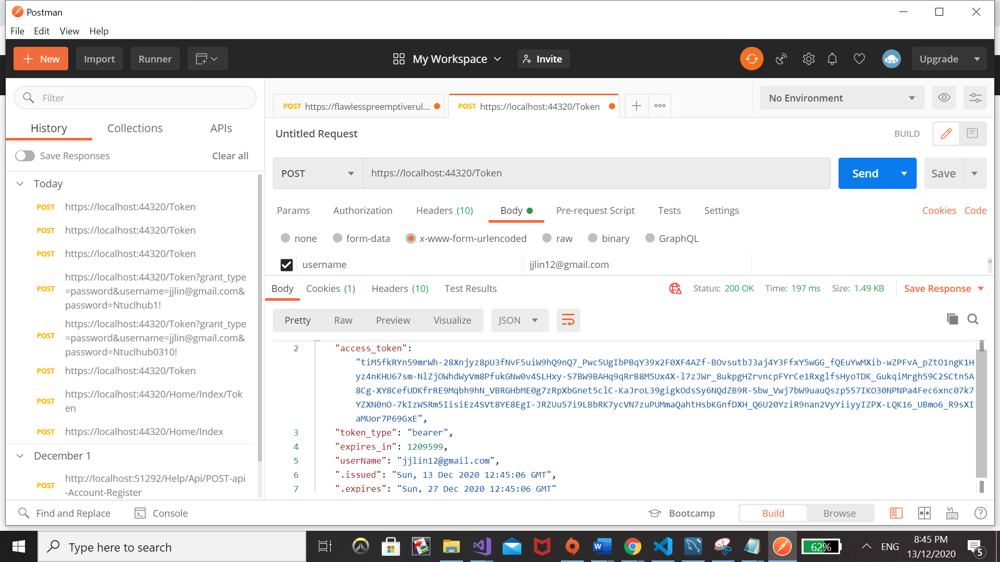 Postman
File Edit View Help
New Import Runner My Workspace Invite Upgrade
Filter
History Collections APIs
Save Responses Clear all
Today
POST https://localhost:44320/Token
POST https://localhost:44320/Token
POST https://localhost:44320/Token
https://localhost:44320/Token?grant_type
POST =password&username=jjlin@gmail.com&
password=Ntuclhub1!
https://localhost:44320/Token?grant_type
POST =password&username=jjlin@gmail.com&
password=Ntuclhub0310!
POST https://localhost:44320/Token
POST https://localhost:44320/Home/Index/Tok
en
POST https://localhost:44320/Home/Index
December 1
POST http://localhost:51292/Help/Api/POST-api
-Account-Register
POST https://flawlesspreemptiverul... POST https://localhost:44320/Token No Environment
Untitled Request BUILD
POST https://localhost:44320/Token Send Save
Params Authorization Headers (10) Body Pre-request Script Tests Settings Cookies Code
none form-data x-www-form-urlencoded raw binary GraphQL
username jjlin12@gmail.com
Body Cookies (1) Headers (10) Test Results Status: 200 OK Time: 197 ms Size: 1.49 KB Save Response
Pretty Raw Preview Visualize JSON
2 "access_token":
"tiM5fkRYn59mrWh-28Xnjyz8pU3fNvF5uiW9hQ9nQ7_Pwc5UgIbPBqY39x2F0XF4AZf-BOvsutbJ3aj4Y3FfxY5wGG_fQEuYwMXib-wZPFvA_pZtO1ngK1H
yz4nKHU67sm-NlZjOWhdWyVm8PfukGNw0v4SLHxy-S7BW9BAHq9qRrB8M5Ux4X-l7zJWr_8ukpgHZrvncpFYrCe1RxglfsHyoTDK_GukqiMrgh59C2SCtn5A
8Cg-XY8CefUDKfrRE9Mqbh9hN_VBRGHbME0g7zRpXbGnet5clC-KaJroL39gigkOdsSy6NQdZB9R-Sbw_Vwj7bW9uauQszp557IKO30NPNPa4Fec6xnc07k7
YZXN0nO-7kIzWSRm5IisiEz4SVt8YE8EgI-JRZUu57i9LBbRK7ycVN7zuPUMmaQahtHsbKGnfDXH_Q6U20YziR9nan2VyYiiyyIZPX-LQK16_UBmo6_R9sXI
aMUor7P69GxE",
3 "token_type": "bearer",
4 "expires_in": 1209599,
5 "userName": "jjlin12@gmail.com",
6 ".issued": "Sun, 13 Dec 2020 12:45:06 GMT",
7 ".expires": "Sun, 27 Dec 2020 12:45:06 GMT"
Find and Replace Console Bootcamp Build Browse
Type here to search 62% ENG 8:45 PM
13/12/2020 5